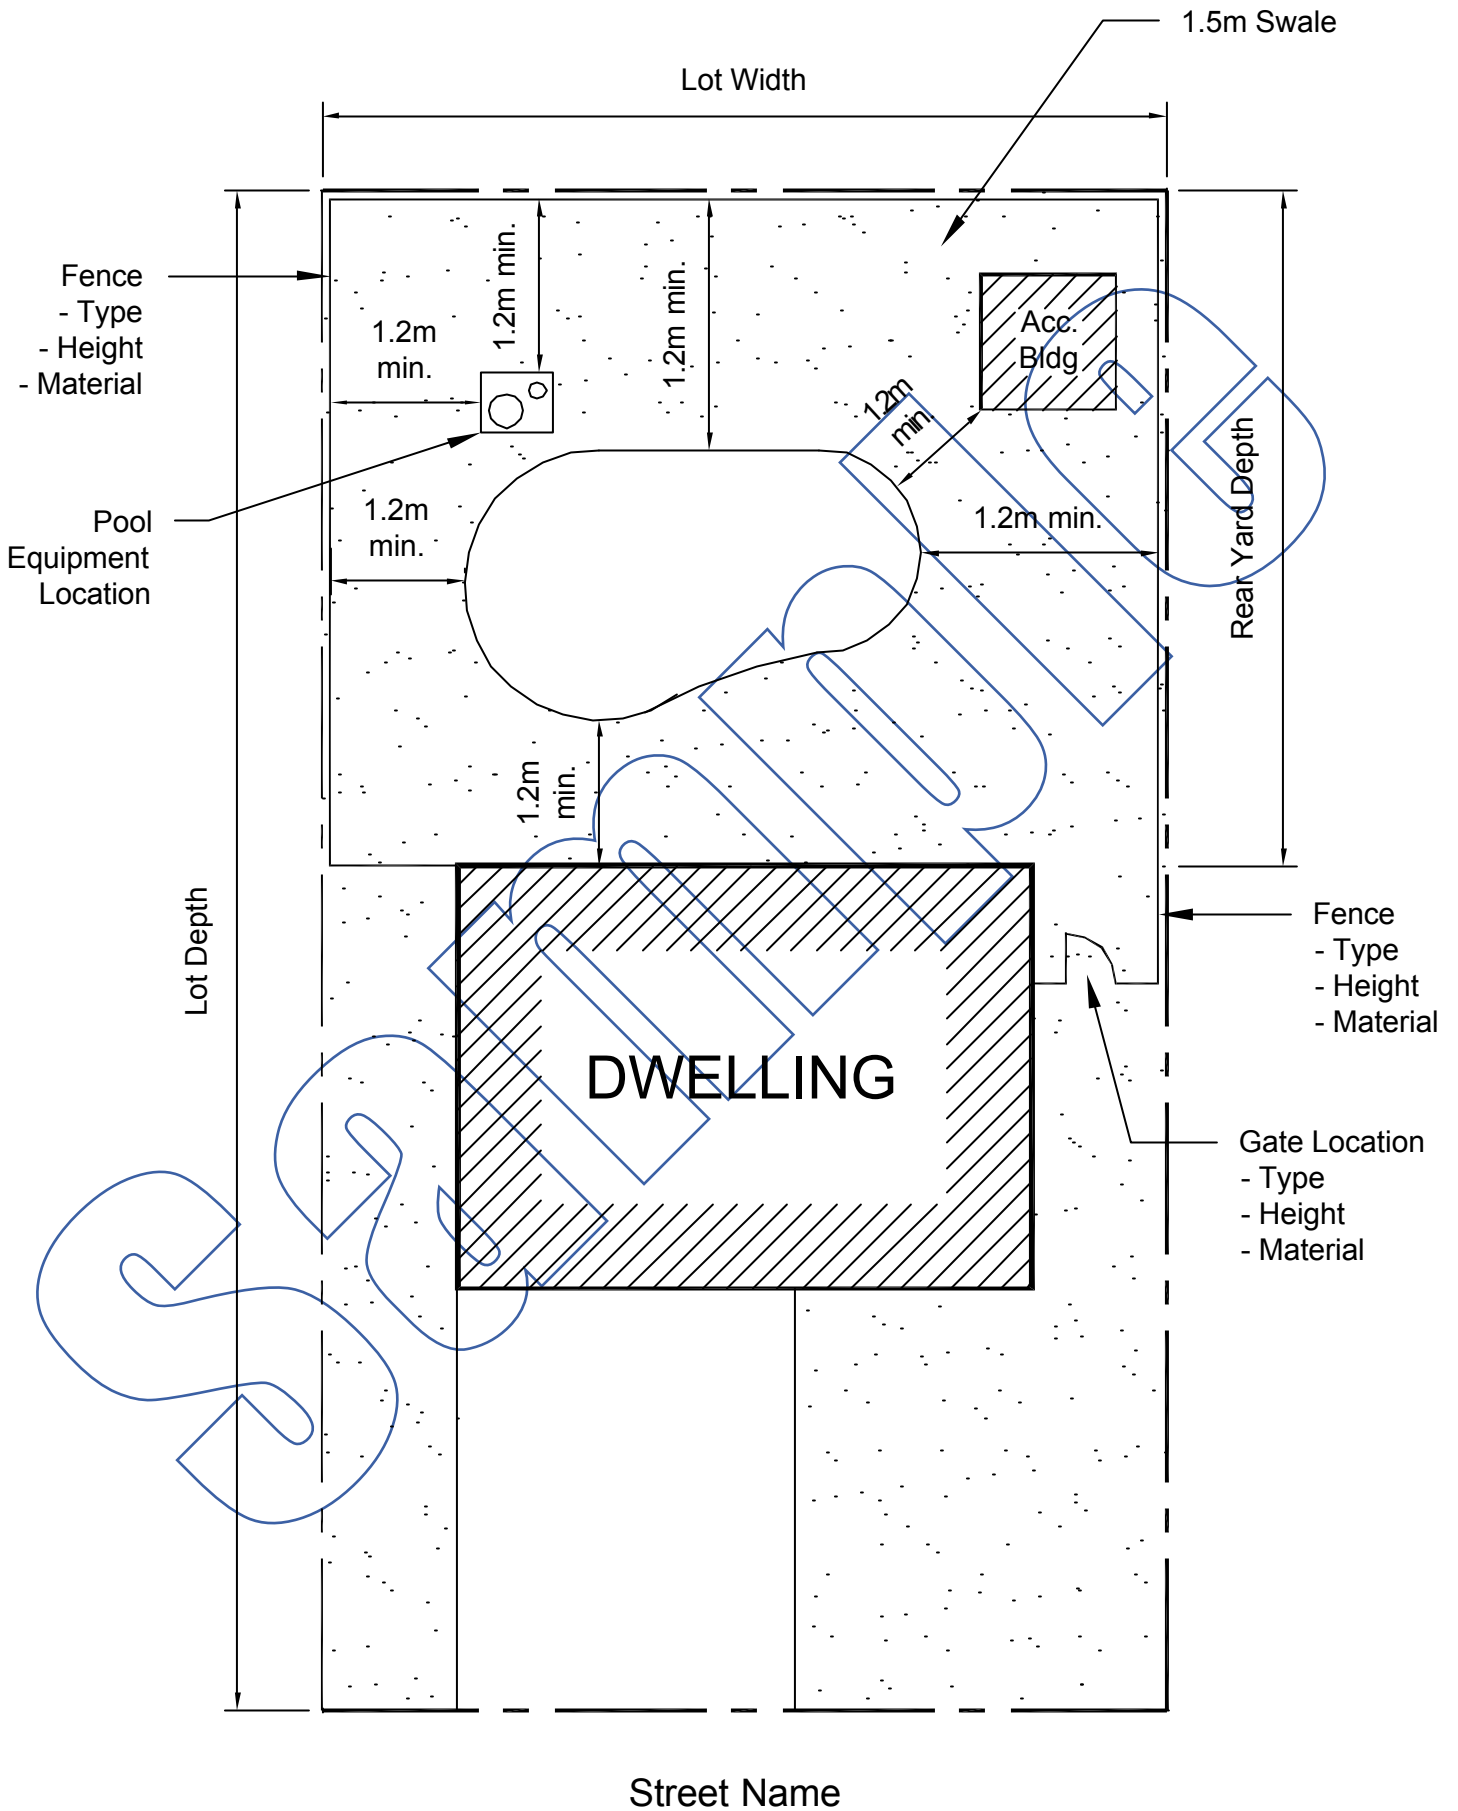 1.5m Swale
Lot Width
Fence
- Type
- Height
- Material
1.2m
min.
1.2m min.
1.2m min.
Acc.
Bldg
1.2m
min.
Rear Yard Depth
Pool
Equipment
Location
1.2m
min.
1.2m min.
1.2m
min.
Lot Depth
Fence
- Type
- Height
- Material
DWELLING
Gate Location
- Type
- Height
- Material
Sample
Street Name